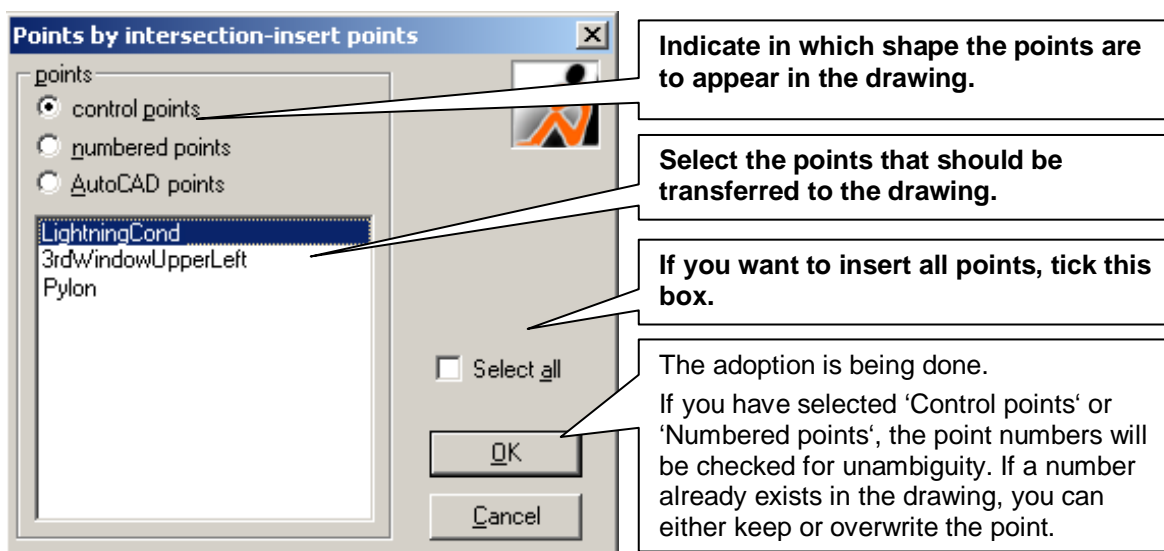 Points by intersection-insert points
points
control points
numbered points
AutoCAD points
LightningCond
3rdWindowUpperLeft
Pylon
Select all
OK
Cancel
Indicate in which shape the points are
to appear in the drawing.
Select the points that should be
transferred to the drawing.
If you want to insert all points, tick this
box.
The adoption is being done.
If you have selected ‘Control points‘ or
‘Numbered points‘, the point numbers will
be checked for unambiguity. If a number
already exists in the drawing, you can
either keep or overwrite the point.